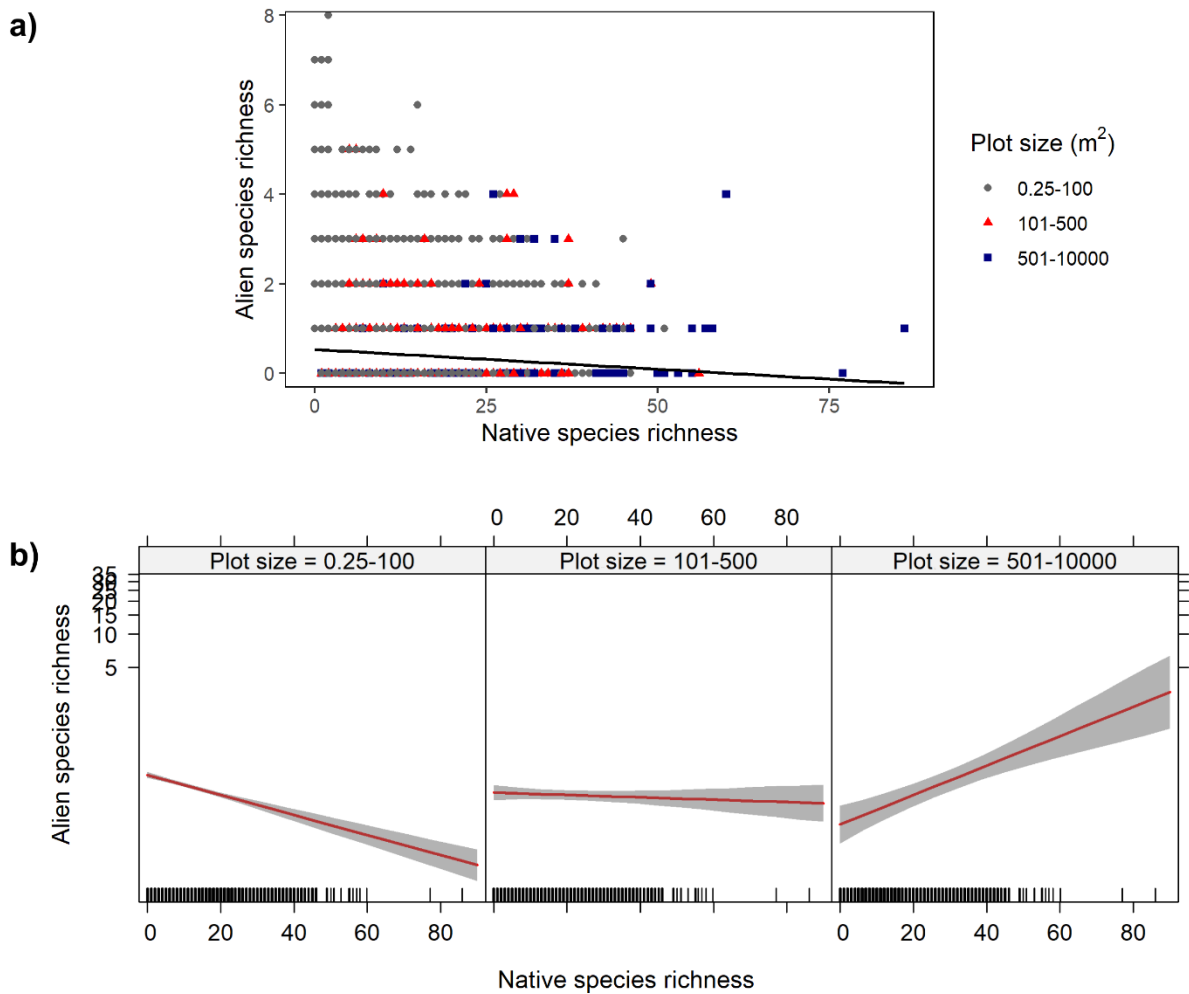 a)
Alien species richness
8
6
4
2
0
0 25 50 75
Native species richness
Plot size (m²)
0.25-100
101-500
501-10000
b)
0 20 40 60 80
Plot size = 0.25-100 Plot size = 101-500 Plot size = 501-10000
Alien species richness
35
25
20
15
10
5
0 20 40 60 80 0 20 40 60 80
Native species richness